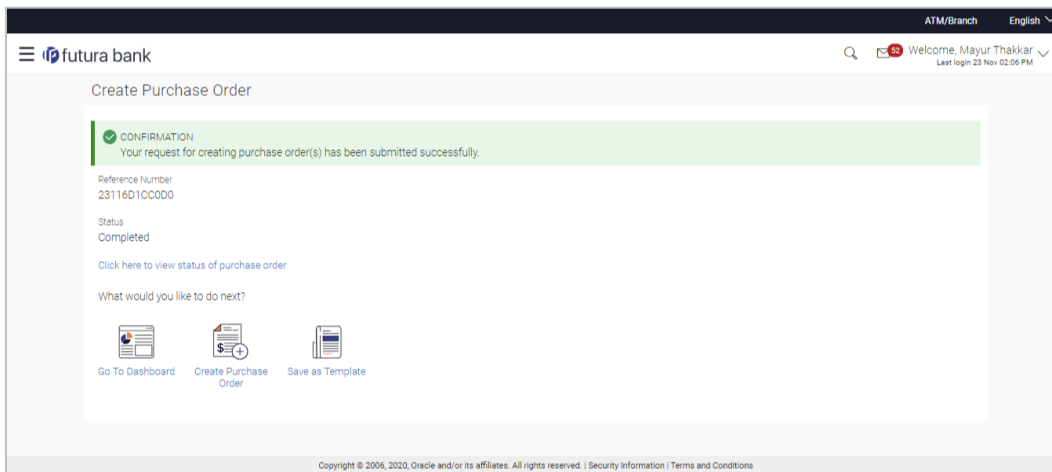 ATM/Branch English
futura bank
52 Welcome, Mayur Thakkar
Last login 23 Nov 02:06 PM
Create Purchase Order
CONFIRMATION
Your request for creating purchase order(s) has been submitted successfully.
Reference Number
23116D1CC0D0
Status
Completed
Click here to view status of purchase order
What would you like to do next?
$
Go To Dashboard
Create Purchase
Order
Save as Template
Copyright © 2006, 2020, Oracle and/or its affiliates. All rights reserved. | Security Information | Terms and Conditions